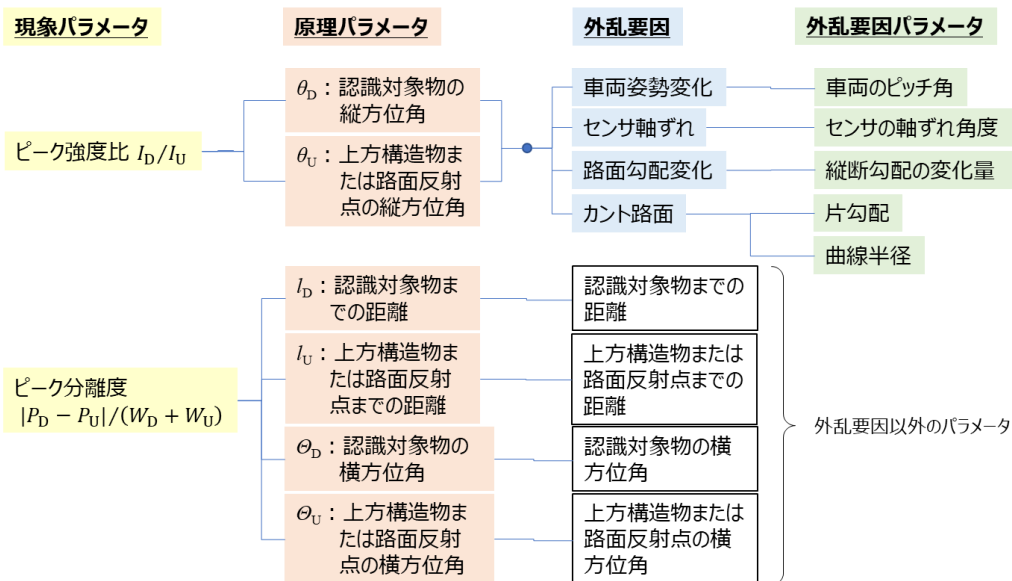 現象パラメータ
原理パラメータ
外乱要因
外乱要因パラメータ
ピーク強度比 I_D/I_U
θ_D：認識対象物の
縦方位角
θ_U：上方構造物ま
たは路面反射
点の縦方位角
車両姿勢変化
車両のピッチ角
センサ軸ずれ
センサの軸ずれ角度
路面勾配変化
縦断勾配の変化量
カント路面
片勾配
曲線半径
ピーク分離度
|P_D − P_U|/(W_D + W_U)
l_D：認識対象物ま
での距離
l_U：上方構造物ま
たは路面反射
点までの距離
Θ_D：認識対象物の
横方位角
Θ_U：上方構造物ま
たは路面反射
点の横方位角
認識対象物までの
距離
上方構造物または
路面反射点までの
距離
認識対象物の横
方位角
上方構造物または
路面反射点の横
方位角
外乱要因以外のパラメータ